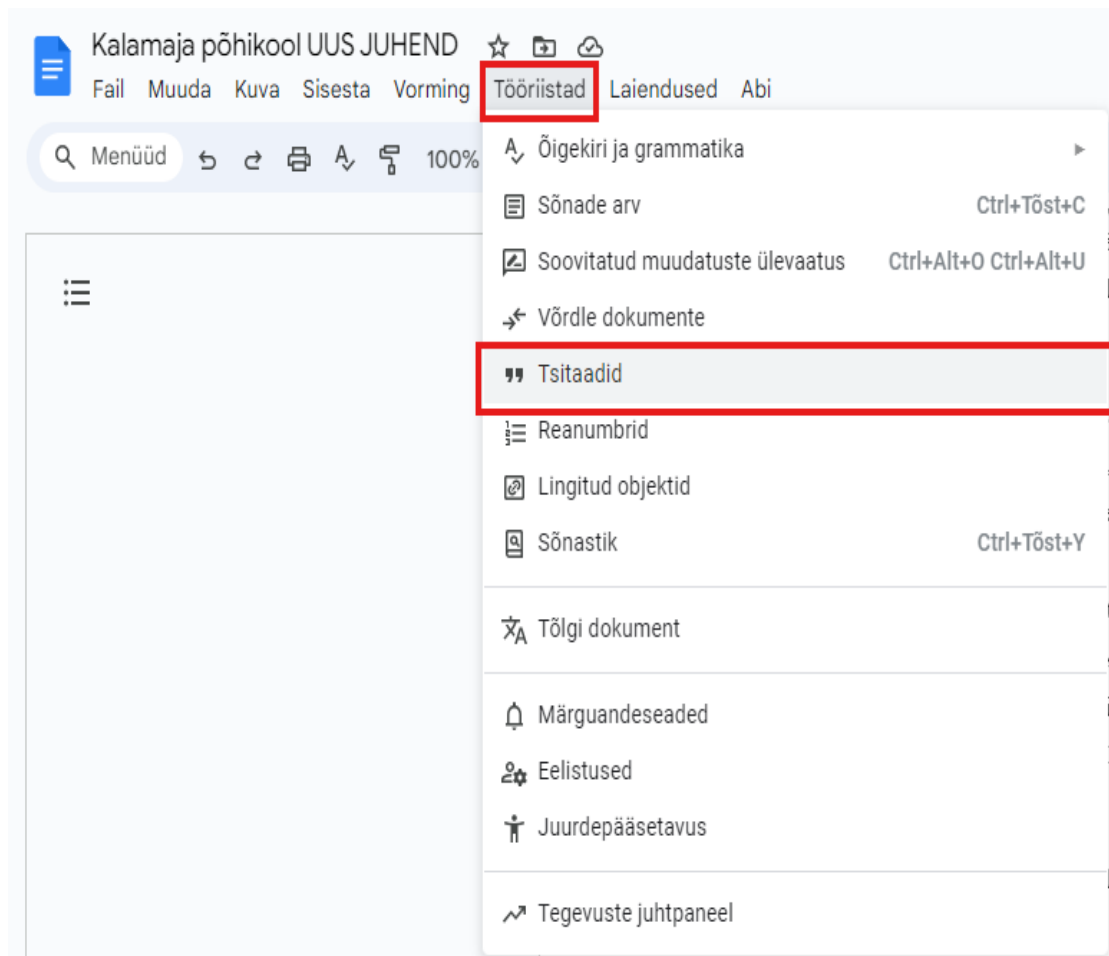 Kalamaja põhikool UUS JUHEND
Fail Muuda Kuva Sisesta Vorming Tööriistad Laiendused Abi
Menüüd 100%
Õigekiri ja grammatika
Sõnade arv Ctrl+Tõst+C
Soovitatud muudatuste ülevaatus Ctrl+Alt+O Ctrl+Alt+U
Võrdle dokumente
Tsitaadid
Reanumbrid
Lingitud objektid
Sõnastik Ctrl+Tõst+Y
Tõlgi dokument
Märguandeseaded
Eelistused
Juurdepääsetavus
Tegevuste juhtpaneel